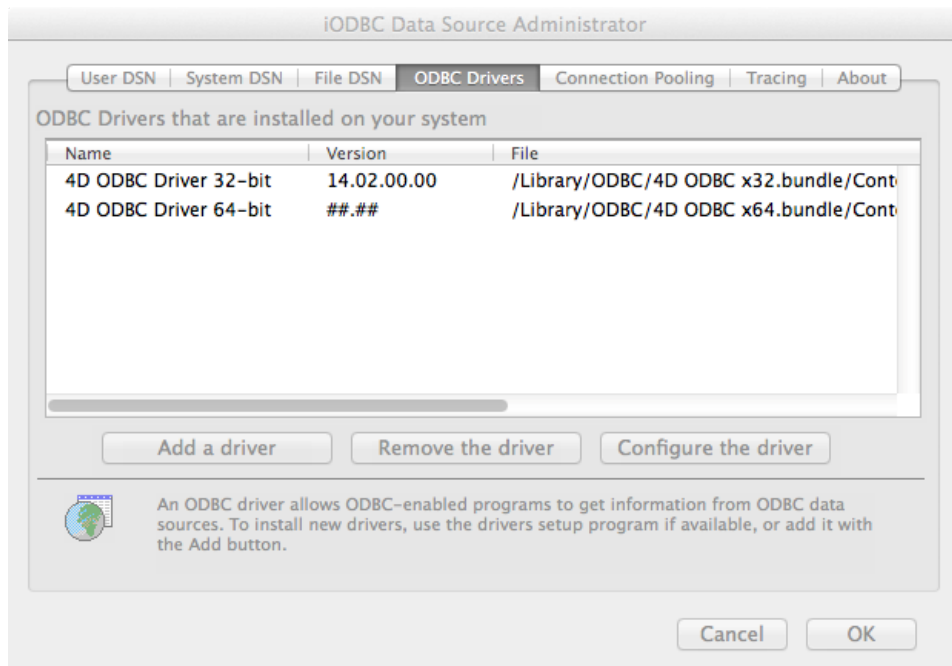 iODBC Data Source Administrator
User DSN System DSN File DSN ODBC Drivers Connection Pooling Tracing About
ODBC Drivers that are installed on your system
Name Version File
4D ODBC Driver 32-bit 14.02.00.00 /Library/ODBC/4D ODBC x32.bundle/Conte
4D ODBC Driver 64-bit ##.## /Library/ODBC/4D ODBC x64.bundle/Conte
Add a driver Remove the driver Configure the driver
An ODBC driver allows ODBC-enabled programs to get information from ODBC data
sources. To install new drivers, use the drivers setup program if available, or add it with
the Add button.
Cancel OK